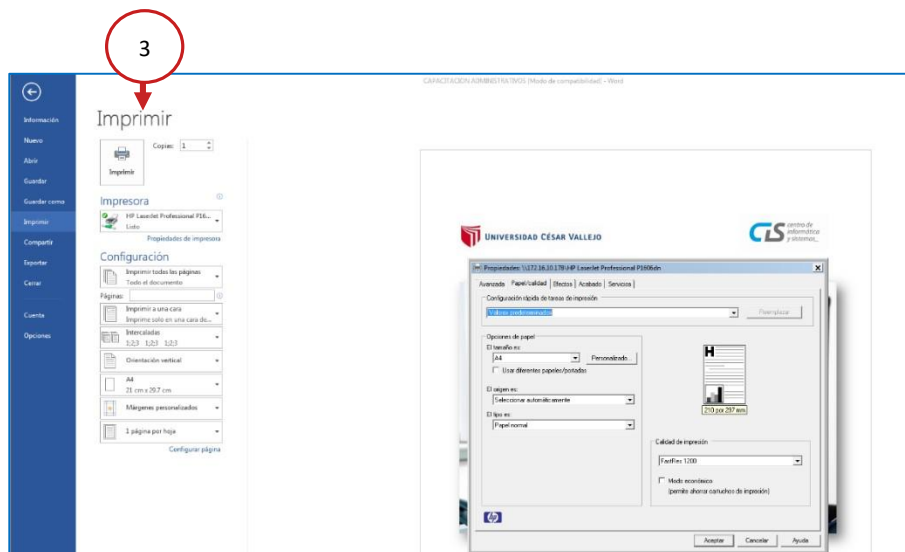 3
CAPACITACION ADMINISTRATIVOS [Modo de compatibilidad] - Word
Información
Nuevo
Abrir
Guardar
Guardar como
Imprimir
Compartir
Exportar
Cerrar
Cuenta
Opciones
Imprimir
Copias: 1
Imprimir
Impresora
HP LaserJet Professional P16...
Listo
Propiedades de impresora
Configuración
Imprimir todas las páginas
Todo el documento
Páginas:
Imprimir a una cara
Imprime solo en una cara de...
Intercaladas
1;2;3 1;2;3 1;2;3
Orientación vertical
A4
21 cm x 29.7 cm
Márgenes personalizados
1 página por hoja
Configurar página
UNIVERSIDAD CÉSAR VALLEJO
CiS centro de
informática
y sistemas
Propiedades: \\172.16.10.178\HP LaserJet Professional P1606dn
Avanzado Papel/calidad Efectos Acabado Servicios
Configuración rápida de tareas de impresión
Valores predeterminados
Reemplazar
Opciones de papel
El tamaño es:
A4 Personalizado...
Usar diferentes papeles/portadas
El origen es:
Seleccionar automáticamente
El tipo es:
Papel normal
H
210 por 297 mm
Calidad de impresión
FastRes 1200
Modo económico
(permite ahorrar cartuchos de impresión)
hp
Aceptar Cancelar Ayuda